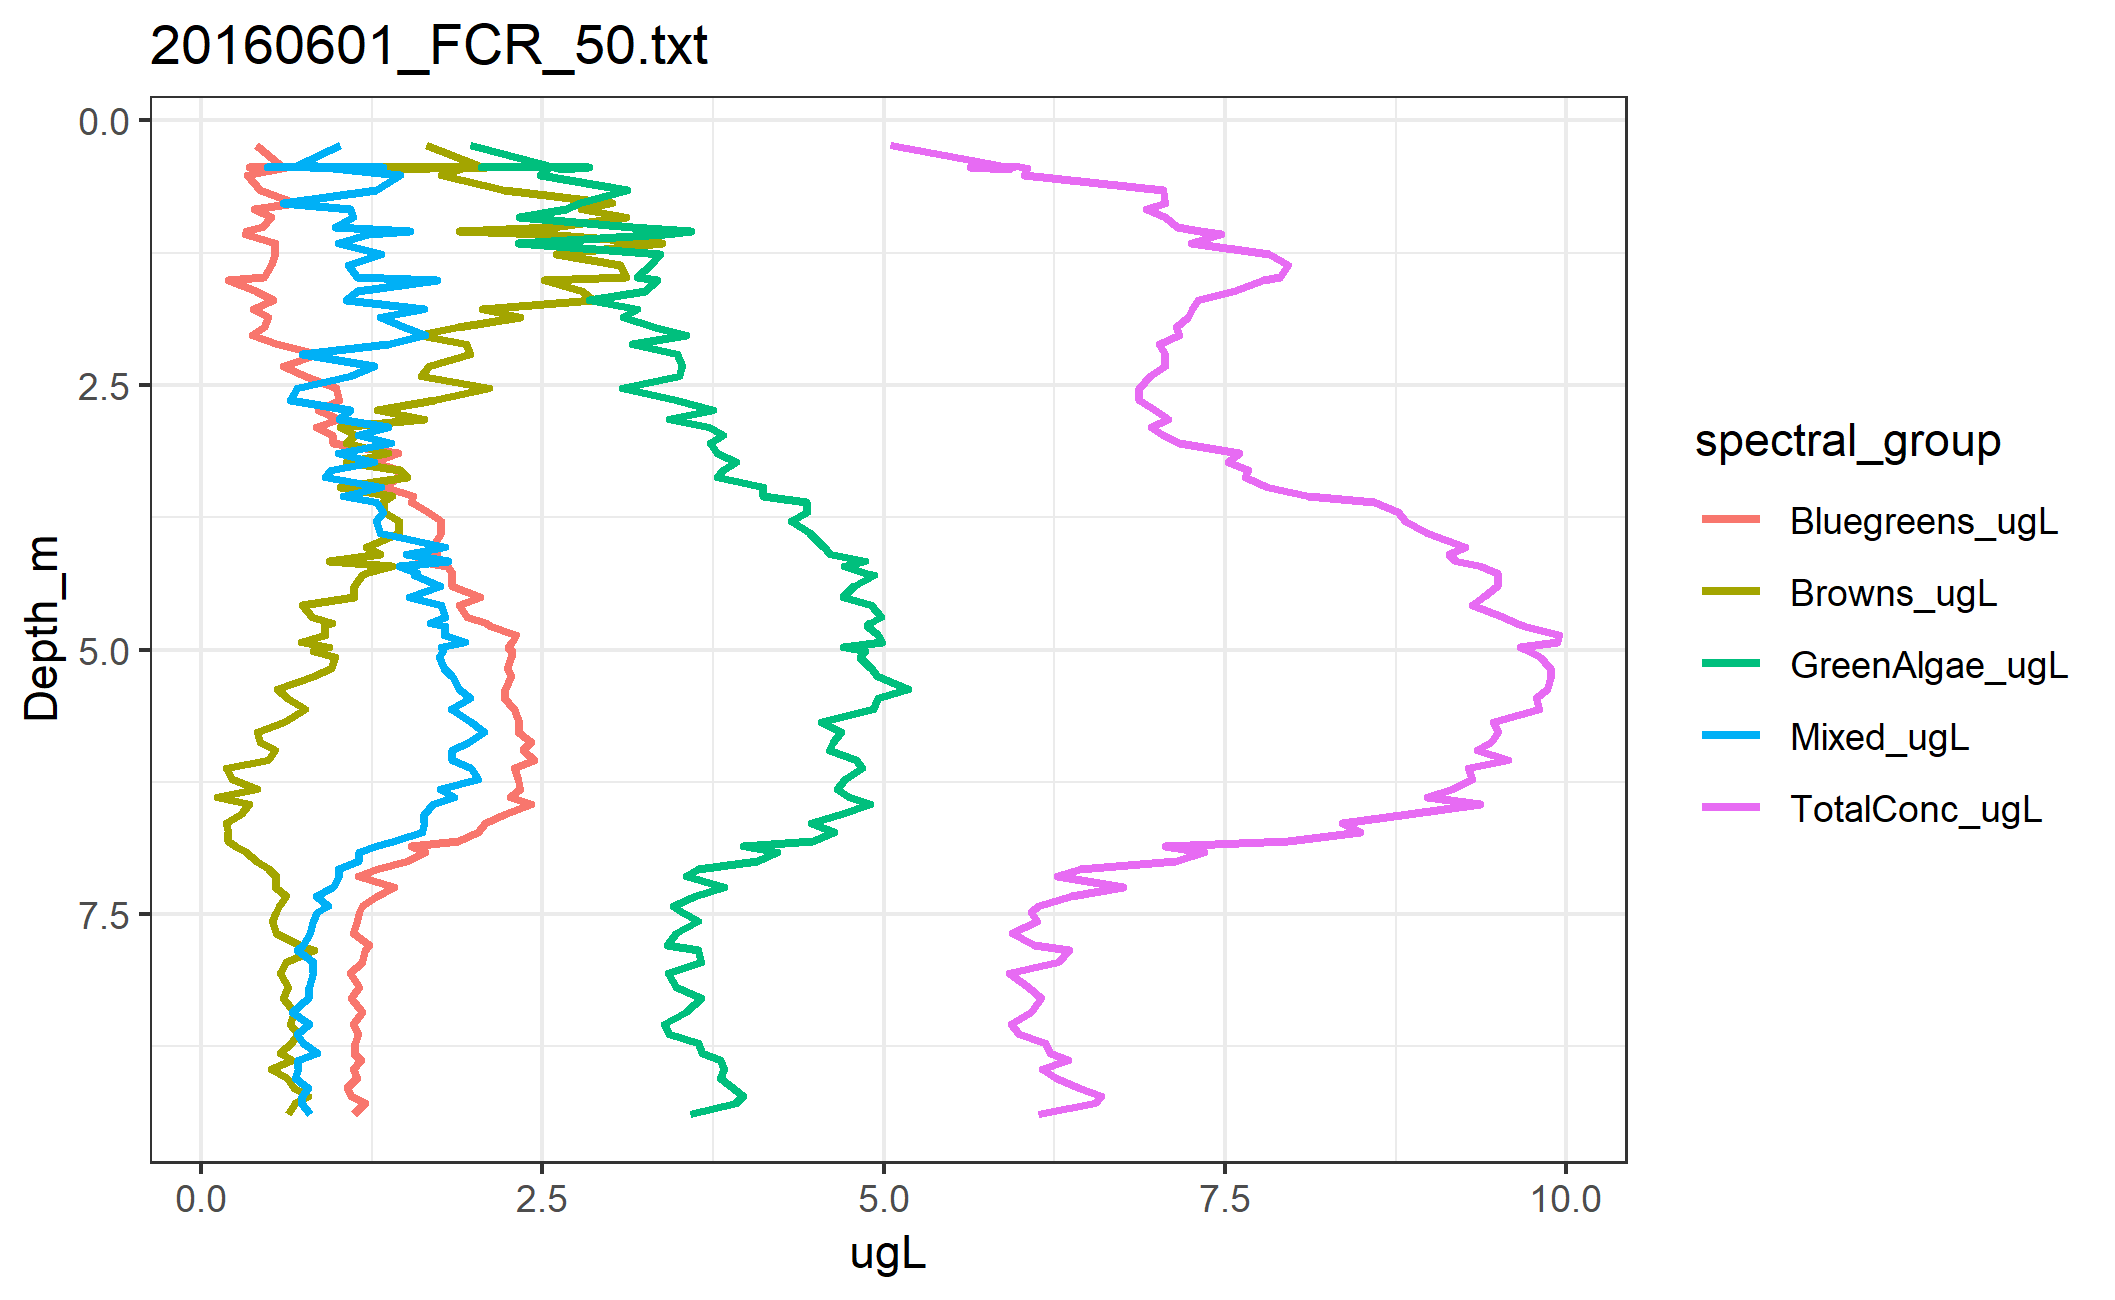 20160601_FCR_50.txt
0.0
2.5
5.0
7.5
Depth_m
0.0 2.5 5.0 7.5 10.0
ugL
spectral_group
Bluegreens_ugL
Browns_ugL
GreenAlgae_ugL
Mixed_ugL
TotalConc_ugL